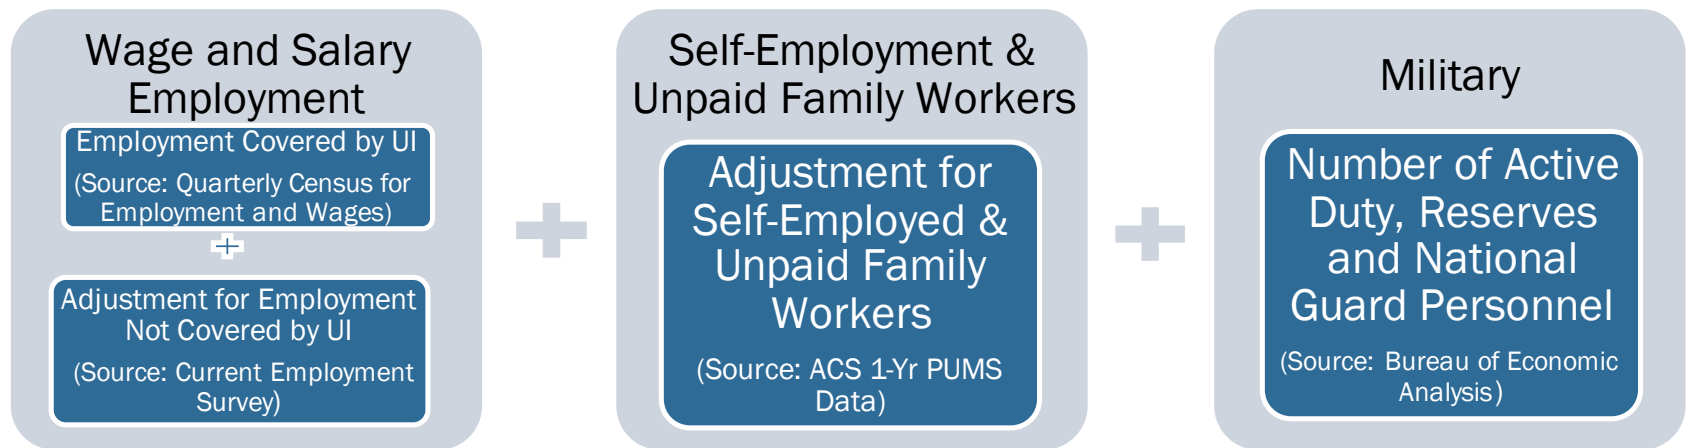 Wage and Salary
Employment
Employment Covered by UI
(Source: Quarterly Census for
Employment and Wages)
+
Adjustment for Employment
Not Covered by UI
(Source: Current Employment
Survey)
+
Self-Employment &
Unpaid Family Workers
Adjustment for
Self-Employed &
Unpaid Family
Workers
(Source: ACS 1-Yr PUMS
Data)
+
Military
Number of Active
Duty, Reserves
and National
Guard Personnel
(Source: Bureau of Economic
Analysis)